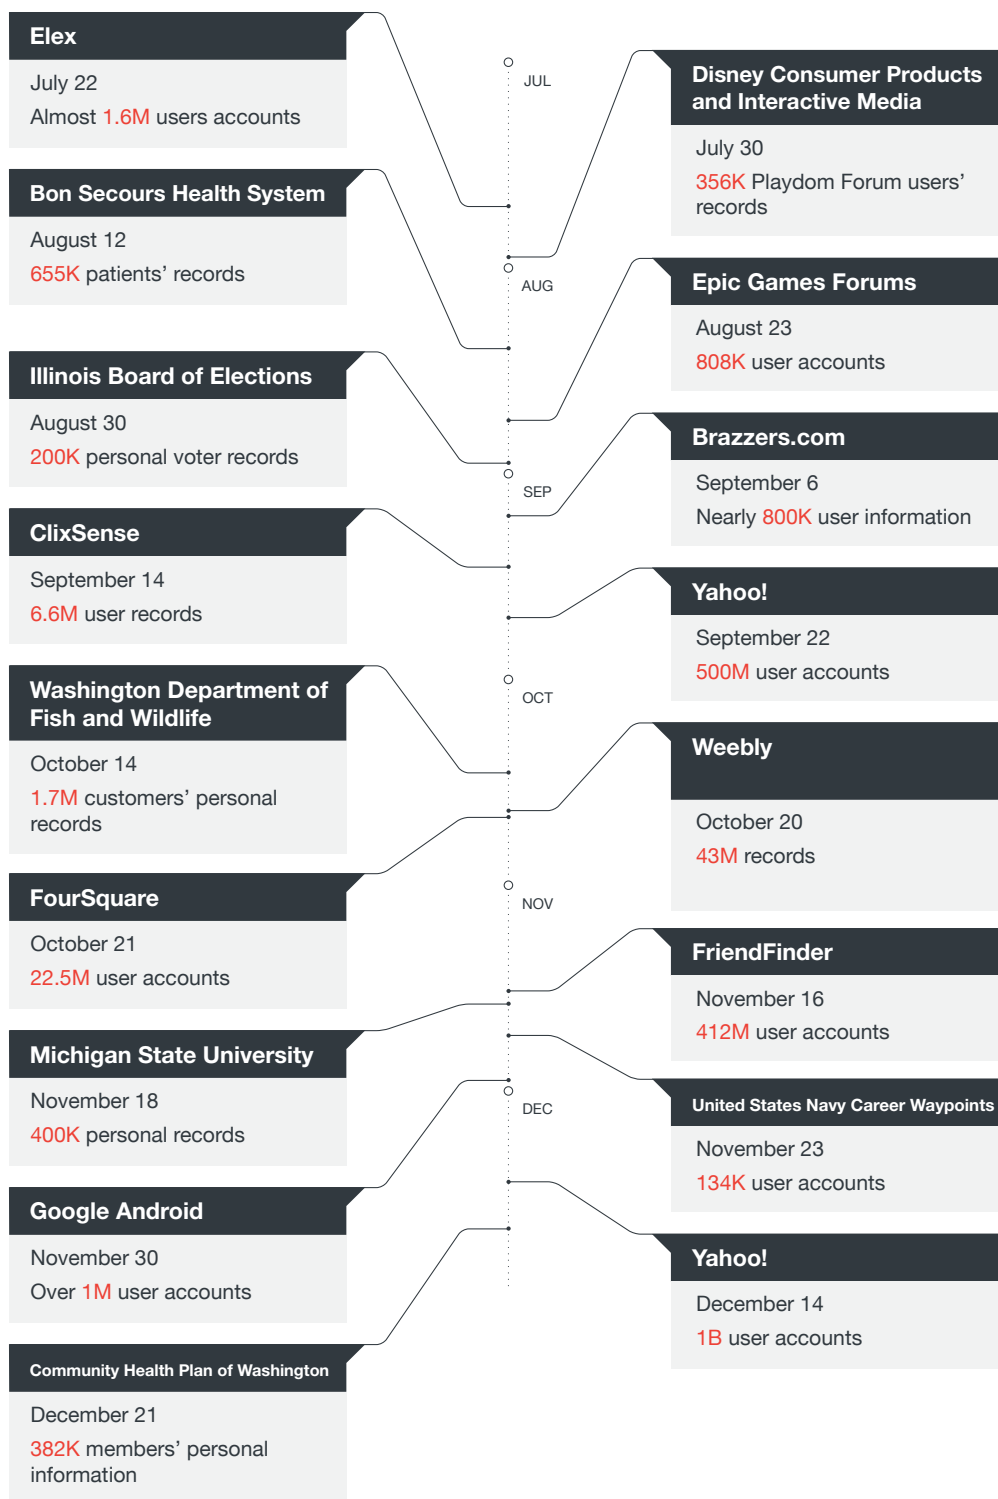 Elex
July 22
Almost 1.6M users accounts
JUL
Disney Consumer Products
and Interactive Media
July 30
356K Playdom Forum users’
records
Bon Secours Health System
August 12
655K patients’ records
AUG
Epic Games Forums
August 23
808K user accounts
Illinois Board of Elections
August 30
200K personal voter records
SEP
Brazzers.com
September 6
Nearly 800K user information
ClixSense
September 14
6.6M user records
Yahoo!
September 22
500M user accounts
OCT
Washington Department of
Fish and Wildlife
October 14
1.7M customers’ personal
records
Weebly
October 20
43M records
FourSquare
October 21
22.5M user accounts
NOV
FriendFinder
November 16
412M user accounts
Michigan State University
November 18
400K personal records
DEC
United States Navy Career Waypoints
November 23
134K user accounts
Google Android
November 30
Over 1M user accounts
Yahoo!
December 14
1B user accounts
Community Health Plan of Washington
December 21
382K members’ personal
information